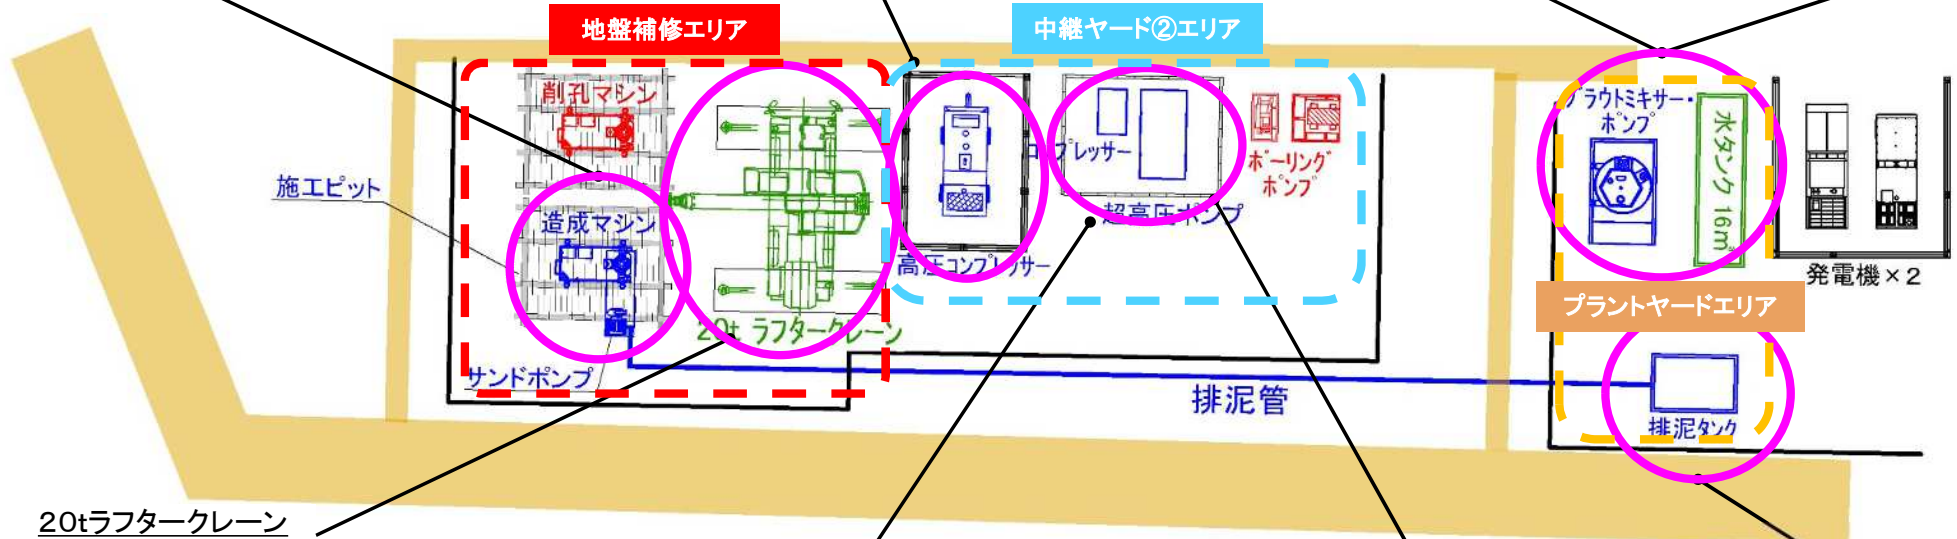 地盤補修エリア
中継ヤード②エリア
削孔マシン
グラウトミキサー・
ポンプ
水タンク 16㎥
コンプレッサー
ボーリング
ポンプ
施工ピット
造成マシン
超高圧ポンプ
高圧コンプレッサー
発電機×2
プラントヤードエリア
20t ラフタークレーン
サンドポンプ
排泥管
排泥タンク
20tラフタークレーン